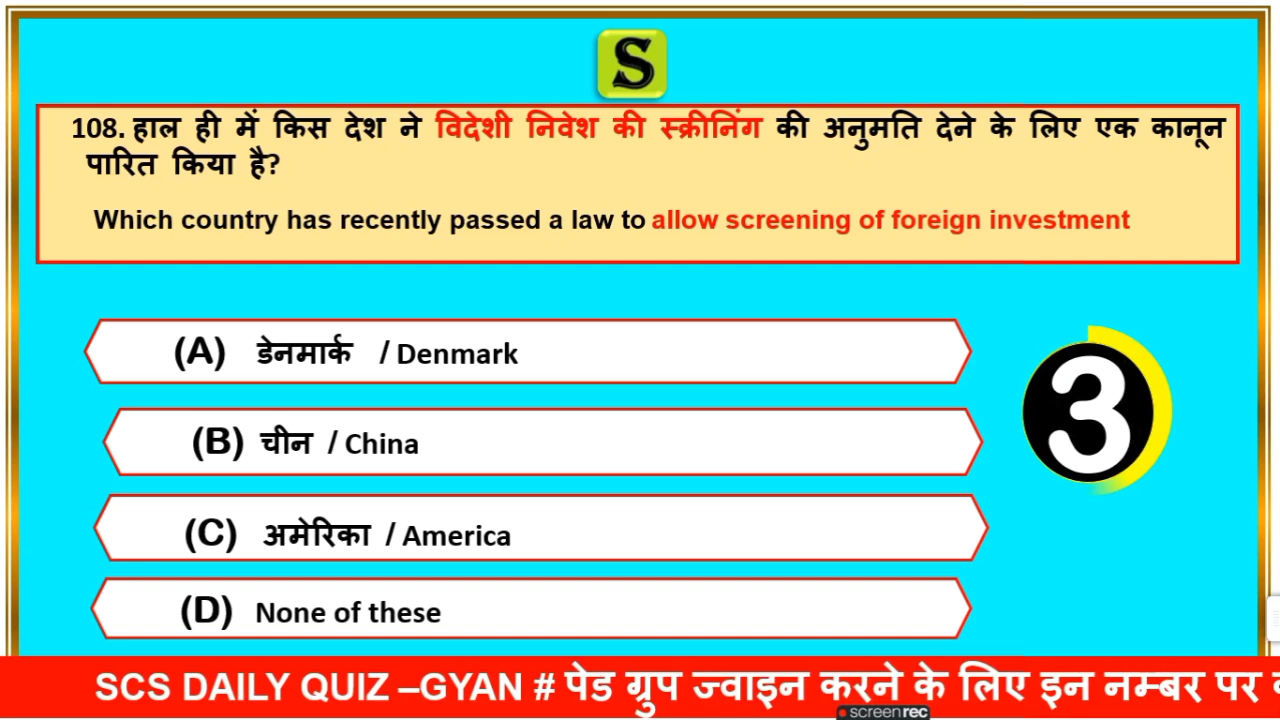 S
108. हाल ही में किस देश ने विदेशी निवेश की स्क्रीनिंग की अनुमति देने के लिए एक कानून
पारित किया है?
Which country has recently passed a law to allow screening of foreign investment
(A) डेनमार्क / Denmark
3
(B) चीन / China
(C) अमेरिका / America
(D) None of these
SCS DAILY QUIZ –GYAN # पेड ग्रुप ज्वाइन करने के लिए इन नम्बर पर
screenrec